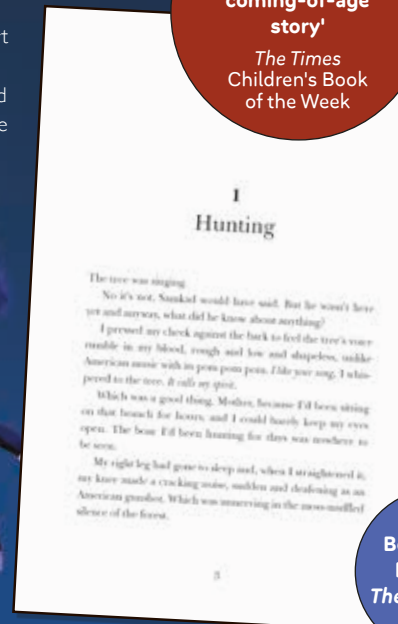 coming-of-age
story'
The Times
Children's Book
of the Week
rt
d
e
1
Hunting
The tree was singing.
No it's not, Samkad would have said. But he wasn't here
yet and anyway, what did he know about anything?
I pressed my cheek against the bark to feel the tree's voice
rumble in my blood, rough and low and shapeless, unlike
American music with its pom pom pom. I like your song, I whis-
pered to the tree. It calls my spirit.
Which was a good thing, Mother, because I'd been sitting
on that branch for hours, and I could barely keep my eyes
open. The boar I'd been hunting for days was nowhere to
be seen.
My right leg had gone to sleep and, when I straightened it,
my knee made a cracking noise, sudden and deafening as an
American gunshot. Which was unnerving in the moss-muffled
silence of the forest.
3
The